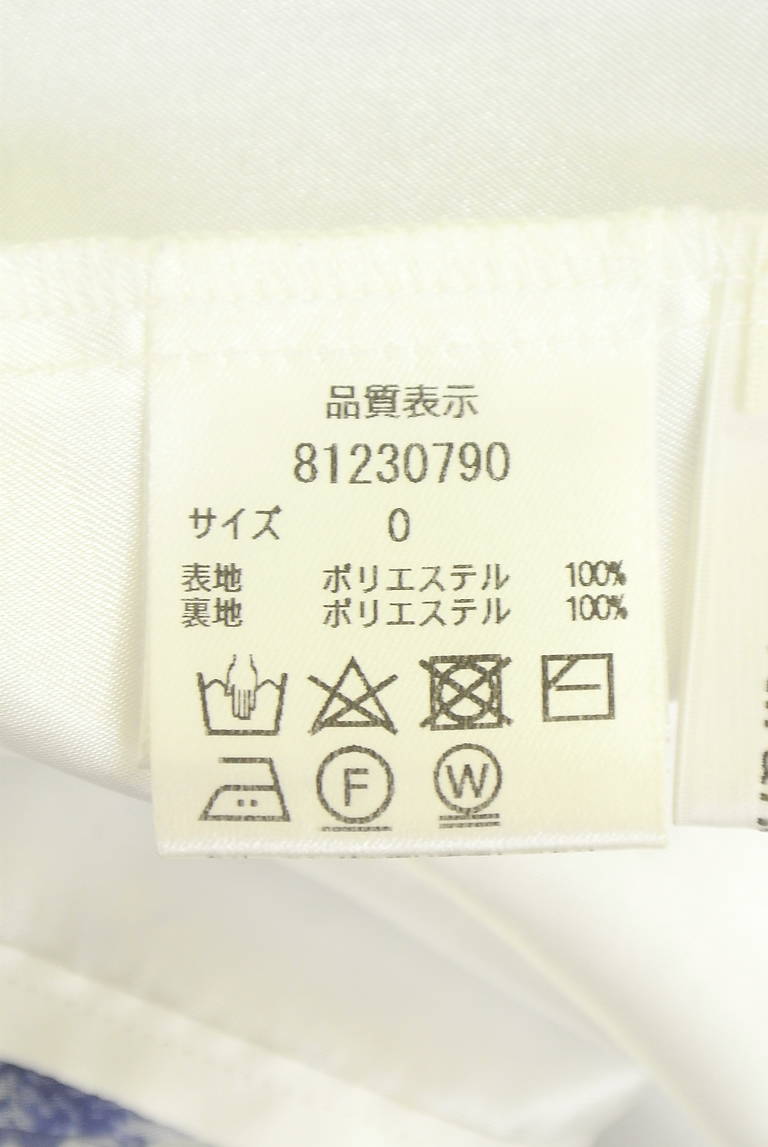 品質表示
81230790
サイズ 0
表地 ポリエステル 100%
裏地 ポリエステル 100%
F W